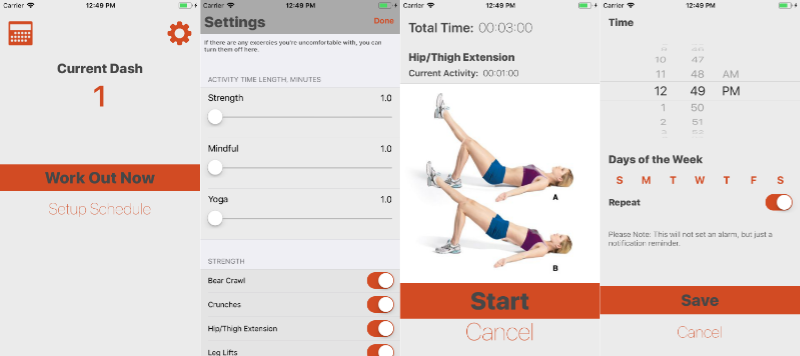 Carrier 12:49 PM
Current Dash
1
Work Out Now
Setup Schedule
Carrier 12:49 PM
Settings Done
If there are any excercies you're uncomfortable with, you can
turn them off here.
ACTIVITY TIME LENGTH, MINUTES
Strength 1.0
Mindful 1.0
Yoga 1.0
STRENGTH
Bear Crawl
Crunches
Hip/Thigh Extension
Leg Lifts
Carrier 12:49 PM
Total Time: 00:03:00
Hip/Thigh Extension
Current Activity: 00:01:00
A
B
Start
Cancel
Carrier 12:49 PM
Time
10 47
11 48 AM
12 49 PM
1 50
2 51
3 52
Days of the Week
S M T W T F S
Repeat
Please Note: This will not set an alarm, but just a
notification reminder.
Save
Cancel